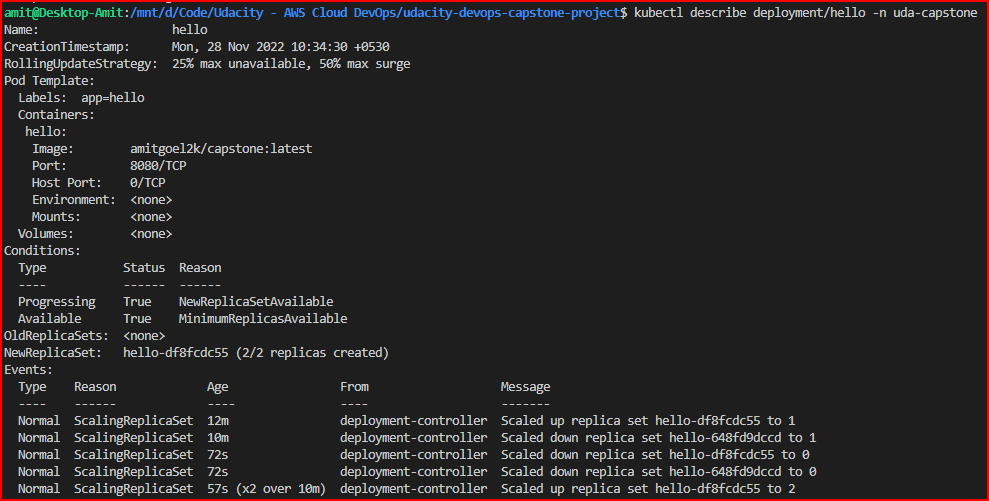 amit@Desktop-Amit:/mnt/d/Code/Udacity - AWS Cloud DevOps/udacity-devops-capstone-project$ kubectl describe deployment/hello -n uda-capstone
Name:                   hello
CreationTimestamp:      Mon, 28 Nov 2022 10:34:30 +0530
RollingUpdateStrategy:  25% max unavailable, 50% max surge
Pod Template:
  Labels:  app=hello
  Containers:
   hello:
    Image:        amitgoel2k/capstone:latest
    Port:         8080/TCP
    Host Port:    0/TCP
    Environment:  <none>
    Mounts:       <none>
  Volumes:        <none>
Conditions:
  Type           Status  Reason
  ----           ------  ------
  Progressing    True    NewReplicaSetAvailable
  Available      True    MinimumReplicasAvailable
OldReplicaSets:  <none>
NewReplicaSet:   hello-df8fcdc55 (2/2 replicas created)
Events:
  Type    Reason             Age                From                   Message
  ----    ------             ----               ----                   -------
  Normal  ScalingReplicaSet  12m                deployment-controller  Scaled up replica set hello-df8fcdc55 to 1
  Normal  ScalingReplicaSet  10m                deployment-controller  Scaled down replica set hello-648fd9dccd to 1
  Normal  ScalingReplicaSet  72s                deployment-controller  Scaled down replica set hello-df8fcdc55 to 0
  Normal  ScalingReplicaSet  72s                deployment-controller  Scaled down replica set hello-648fd9dccd to 0
  Normal  ScalingReplicaSet  57s (x2 over 10m)  deployment-controller  Scaled up replica set hello-df8fcdc55 to 2